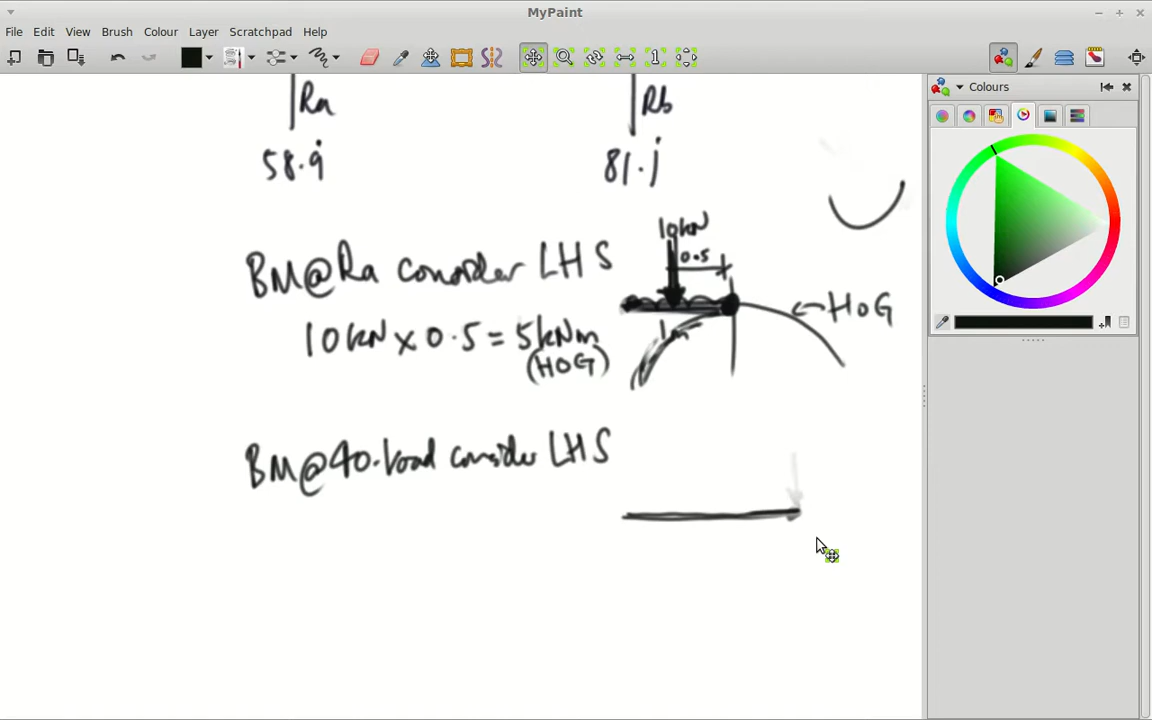 MyPaint
File Edit View Brush Colour Layer Scratchpad Help
Colours
Ra
Rb
58.9
81.1
10kN
0.5
BM@Ra consider LHS
HOG
1m
10kN x 0.5 = 5kNm
(HOG)
BM@40.load consider LHS